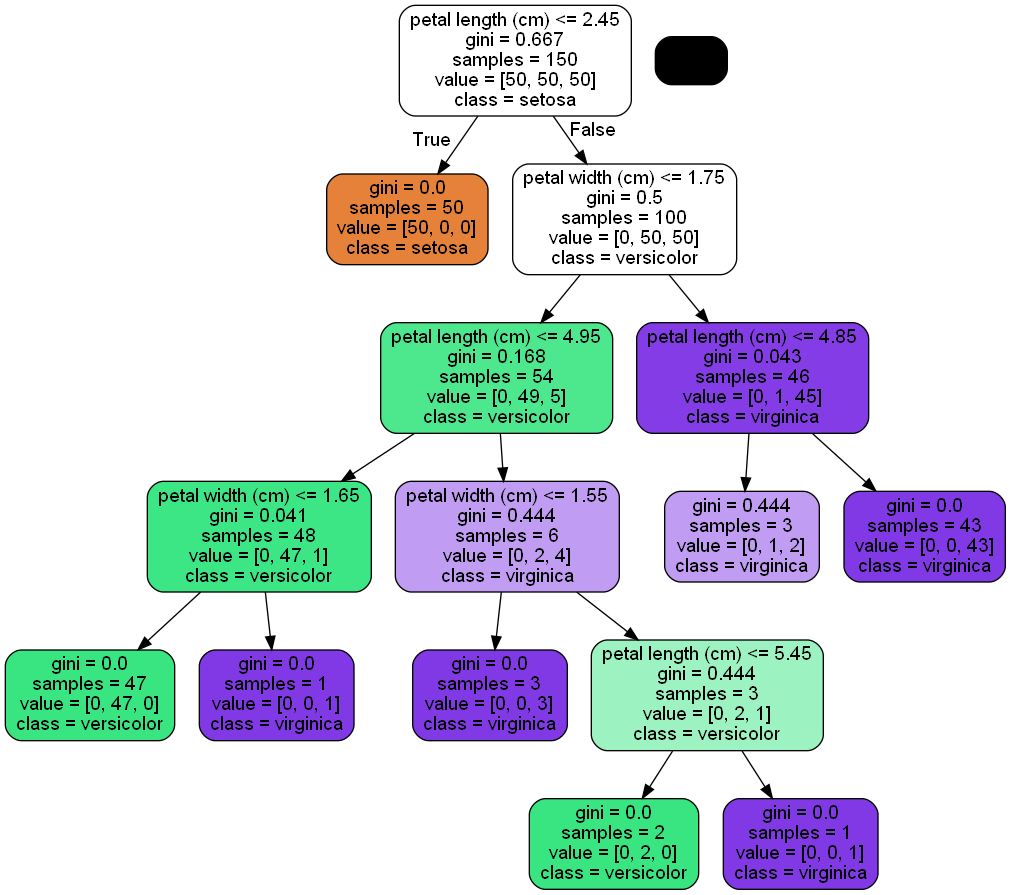 petal length (cm) <= 2.45
gini = 0.667
samples = 150
value = [50, 50, 50]
class = setosa
True
False
gini = 0.0
samples = 50
value = [50, 0, 0]
class = setosa
petal width (cm) <= 1.75
gini = 0.5
samples = 100
value = [0, 50, 50]
class = versicolor
petal length (cm) <= 4.95
gini = 0.168
samples = 54
value = [0, 49, 5]
class = versicolor
petal length (cm) <= 4.85
gini = 0.043
samples = 46
value = [0, 1, 45]
class = virginica
petal width (cm) <= 1.65
gini = 0.041
samples = 48
value = [0, 47, 1]
class = versicolor
petal width (cm) <= 1.55
gini = 0.444
samples = 6
value = [0, 2, 4]
class = virginica
gini = 0.444
samples = 3
value = [0, 1, 2]
class = virginica
gini = 0.0
samples = 43
value = [0, 0, 43]
class = virginica
gini = 0.0
samples = 47
value = [0, 47, 0]
class = versicolor
gini = 0.0
samples = 1
value = [0, 0, 1]
class = virginica
gini = 0.0
samples = 3
value = [0, 0, 3]
class = virginica
petal length (cm) <= 5.45
gini = 0.444
samples = 3
value = [0, 2, 1]
class = versicolor
gini = 0.0
samples = 2
value = [0, 2, 0]
class = versicolor
gini = 0.0
samples = 1
value = [0, 0, 1]
class = virginica